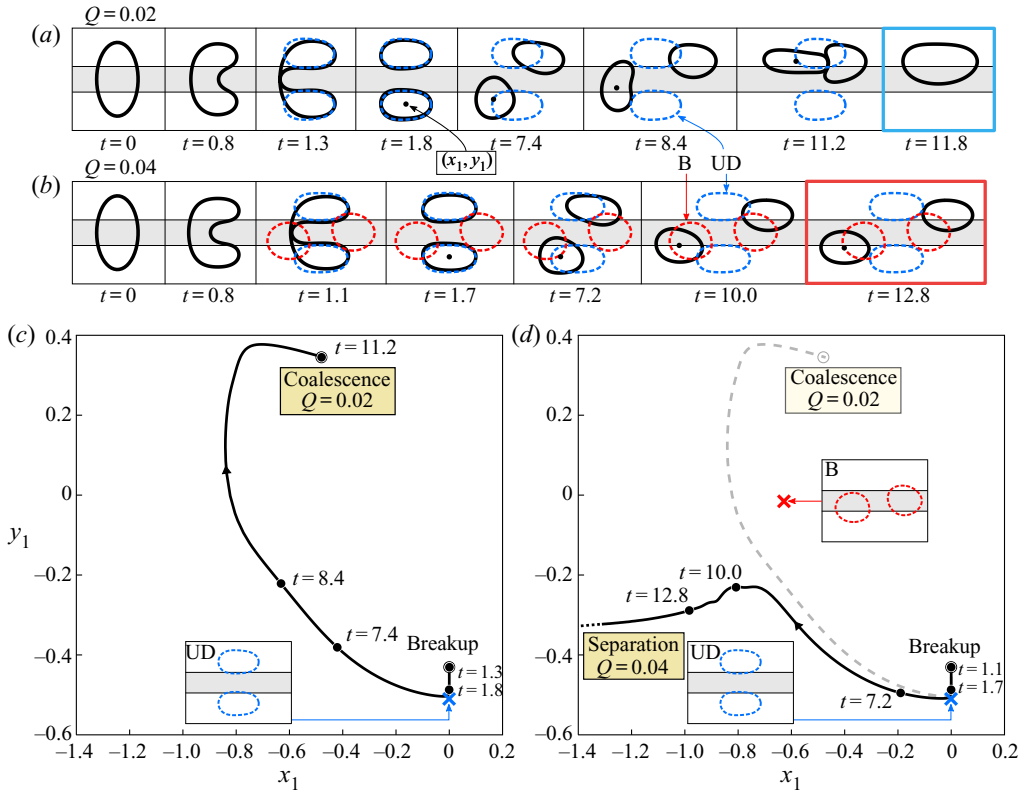 Q = 0.02
(a)
t = 0 t = 0.8 t = 1.3 t = 1.8 t = 7.4 t = 8.4 t = 11.2 t = 11.8
(x₁, y₁) B UD
Q = 0.04
(b)
t = 0 t = 0.8 t = 1.1 t = 1.7 t = 7.2 t = 10.0 t = 12.8
(c)
0.4
0.2
0
–0.2
–0.4
–0.6
y₁
t = 11.2
Coalescence
Q = 0.02
t = 8.4
t = 7.4
Breakup
t = 1.3
t = 1.8
UD
–1.4 –1.2 –1.0 –0.8 –0.6 –0.4 –0.2 0 0.2
x₁
(d)
0.4
0.2
0
–0.2
–0.4
–0.6
Coalescence
Q = 0.02
B
t = 10.0
t = 12.8
Separation
Q = 0.04
UD
Breakup
t = 1.1
t = 1.7
t = 7.2
–1.4 –1.2 –1.0 –0.8 –0.6 –0.4 –0.2 0 0.2
x₁